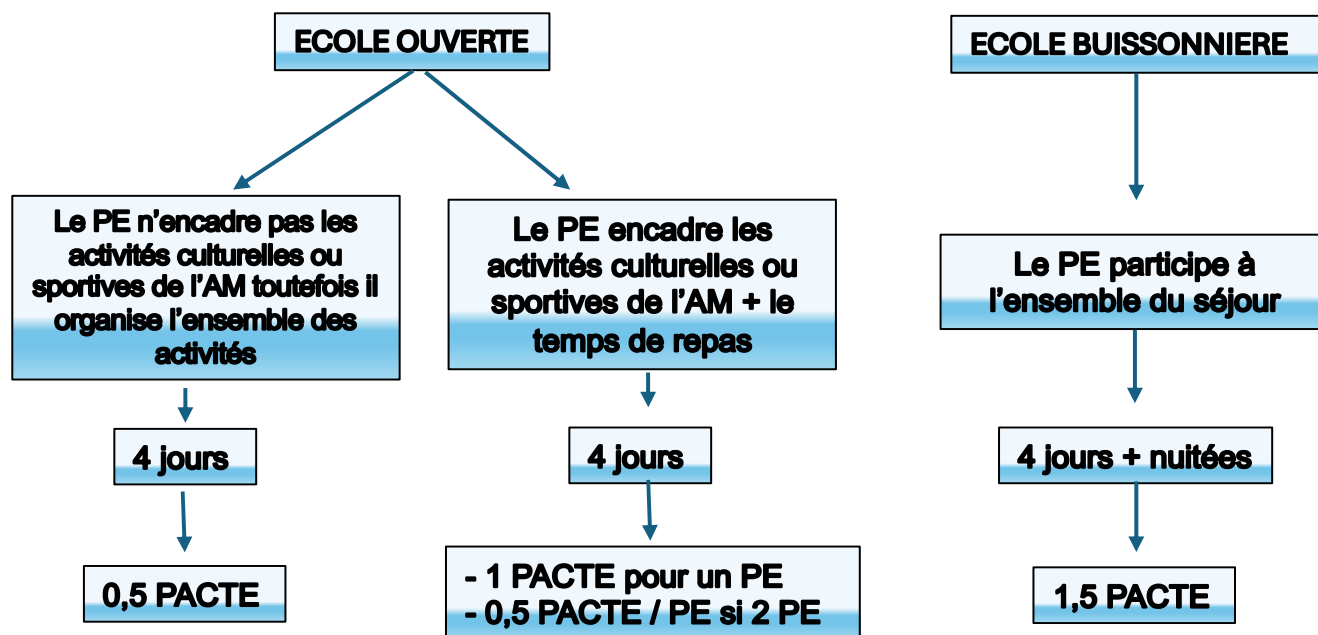 ECOLE OUVERTE
ECOLE BUISSONNIERE
Le PE n’encadre pas les
activités culturelles ou
sportives de l’AM toutefois il
organise l’ensemble des
activités
Le PE encadre les
activités culturelles ou
sportives de l’AM + le
temps de repas
Le PE participe à
l’ensemble du séjour
4 jours
4 jours
4 jours + nuitées
0,5 PACTE
- 1 PACTE pour un PE
- 0,5 PACTE / PE si 2 PE
1,5 PACTE